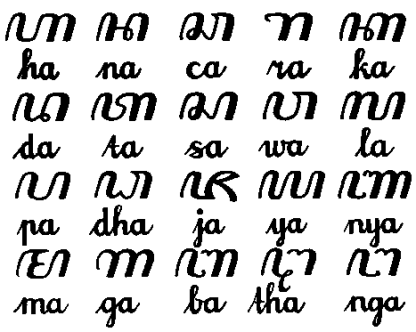 ꦲ ꦤ ꦕ ꦫ ꦏ
ha na ca ra ka
ꦢ ꦠ ꦱ ꦮ ꦭ
da ta sa wa la
ꦥ ꦝ ꦗ ꦪ ꦚ
pa dha ja ya nya
ꦩ ꦒ ꦧ ꦛ ꦔ
ma ga ba tha nga